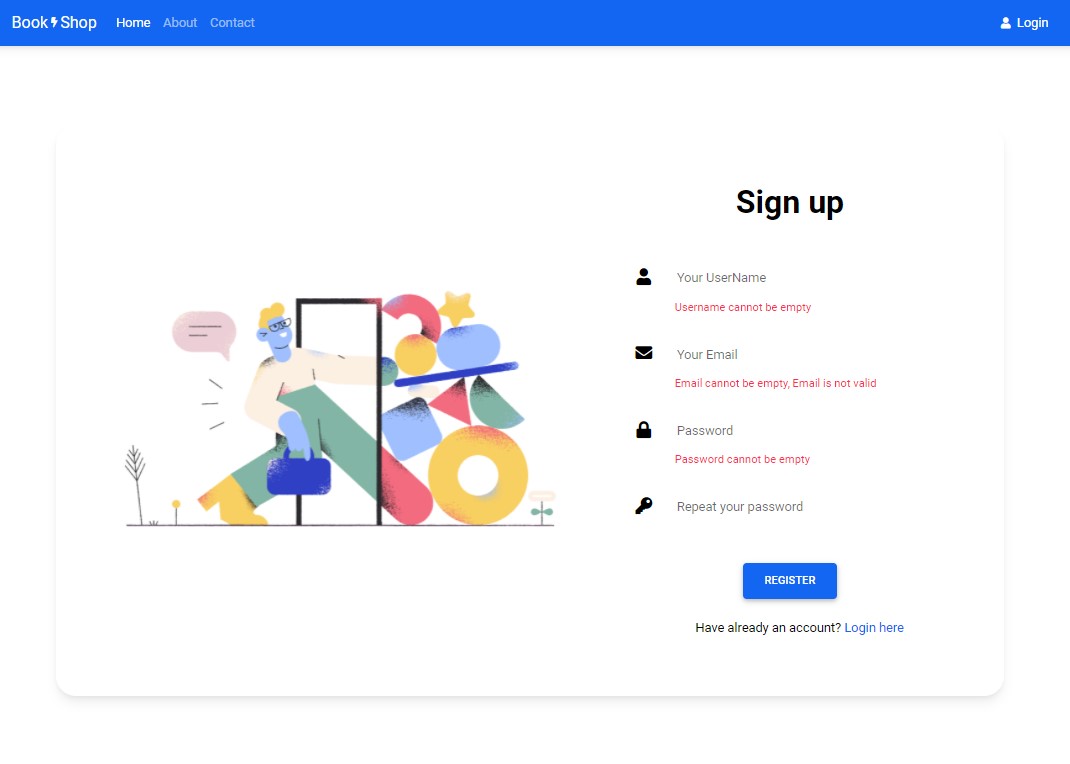 Book Shop Home About Contact Login
Sign up
Your UserName
Username cannot be empty
Your Email
Email cannot be empty, Email is not valid
Password
Password cannot be empty
Repeat your password
REGISTER
Have already an account? Login here